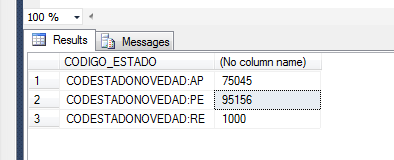 100 %
Results Messages
CODIGO_ESTADO (No column name)
1 CODESTADONOVEDAD:AP 75045
2 CODESTADONOVEDAD:PE 95156
3 CODESTADONOVEDAD:RE 1000